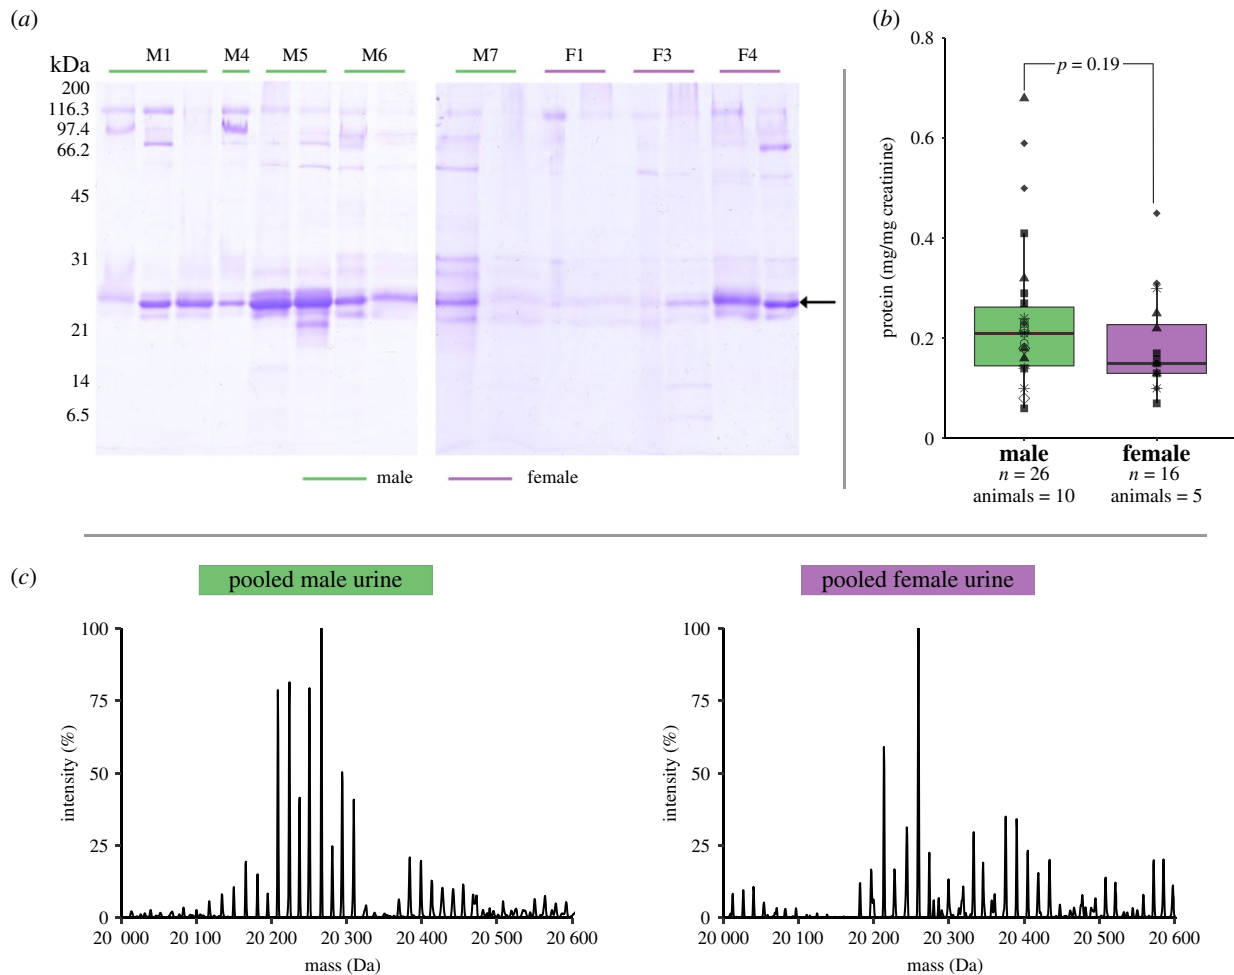 (a)
M1 M4 M5 M6 M7 F1 F3 F4
kDa
200
116.3
97.4
66.2
45
31
21
14
6.5
male female
(b)
0.8
0.6
0.4
0.2
0
protein (mg/mg creatinine)
p = 0.19
male female
n = 26 n = 16
animals = 10 animals = 5
(c)
pooled male urine
100
75
50
25
0
intensity (%)
20 000 20 100 20 200 20 300 20 400 20 500 20 600
mass (Da)
pooled female urine
100
75
50
25
0
intensity (%)
20 000 20 100 20 200 20 300 20 400 20 500 20 600
mass (Da)